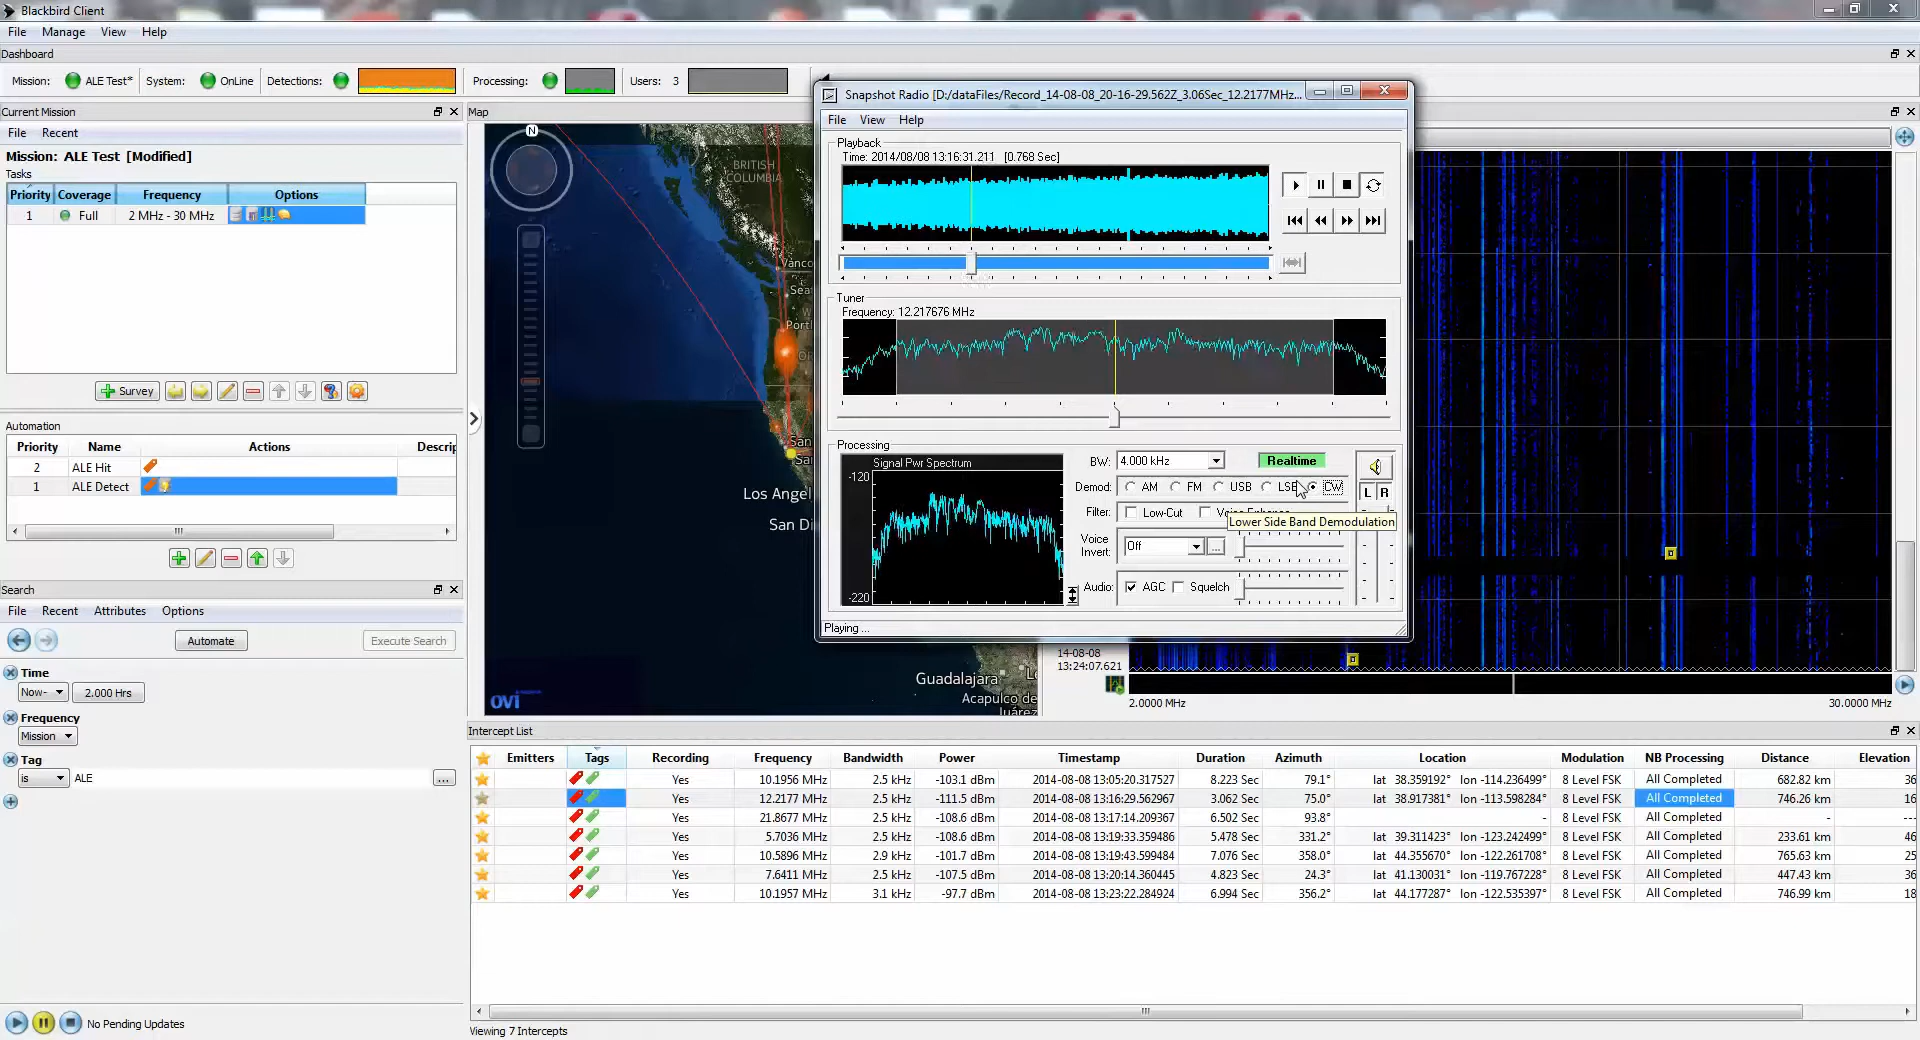 Blackbird Client
File Manage View Help
Dashboard
Mission: ALE Test* System: OnLine Detections: Processing: Users: 3
Current Mission
File Recent
Mission: ALE Test [Modified]
Tasks
Priority Coverage Frequency Options
1 Full 2 MHz - 30 MHz
Survey
Automation
Priority Name Actions Descrip
2 ALE Hit
1 ALE Detect
Search
File Recent Attributes Options
Automate Execute Search
Time
Now- 2.000 Hrs
Frequency
Mission
Tag
is ALE ...
No Pending Updates
Map
N
BRITISH
COLUMBIA
Vanco
Sea
Portl
San
Sa
Los Angel
San Di
Guadalajara
Acapulco de
Juárez
ovi
Snapshot Radio [D:/dataFiles/Record_14-08-08_20-16-29.562Z_3.06Sec_12.2177MHz...
File View Help
Playback
Time: 2014/08/08 13:16:31.211 [0.768 Sec]
Tuner
Frequency: 12.217676 MHz
Processing
Signal Pwr Spectrum
-120
-220
BW: 4.000 kHz Realtime
Demod: AM FM USB LSB CW
L R
Filter: Low-Cut
Lower Side Band Demodulation
Voice
Invert: Off ...
Audio: AGC Squelch
Playing ...
14-08-08
13:24:07.621
2.0000 MHz 30.0000 MHz
Intercept List
Emitters Tags Recording Frequency Bandwidth Power Timestamp Duration Azimuth Location Modulation NB Processing Distance Elevation
Yes 10.1956 MHz 2.5 kHz -103.1 dBm 2014-08-08 13:05:20.317527 8.223 Sec 79.1° lat 38.359192° lon -114.236499° 8 Level FSK All Completed 682.82 km 36
Yes 12.2177 MHz 2.5 kHz -111.5 dBm 2014-08-08 13:16:29.562967 3.062 Sec 75.0° lat 38.917381° lon -113.598284° 8 Level FSK All Completed 746.26 km 16
Yes 21.8677 MHz 2.5 kHz -108.6 dBm 2014-08-08 13:17:14.209367 6.502 Sec 93.8° - 8 Level FSK All Completed - ---
Yes 5.7036 MHz 2.5 kHz -108.6 dBm 2014-08-08 13:19:33.359486 5.478 Sec 331.2° lat 39.311423° lon -123.242499° 8 Level FSK All Completed 233.61 km 46
Yes 10.5896 MHz 2.9 kHz -101.7 dBm 2014-08-08 13:19:43.599484 7.076 Sec 358.0° lat 44.355670° lon -122.261708° 8 Level FSK All Completed 765.63 km 25
Yes 7.6411 MHz 2.5 kHz -107.5 dBm 2014-08-08 13:20:14.360445 4.823 Sec 24.3° lat 41.130031° lon -119.767228° 8 Level FSK All Completed 447.43 km 36
Yes 10.1957 MHz 3.1 kHz -97.7 dBm 2014-08-08 13:23:22.284924 6.994 Sec 356.2° lat 44.177287° lon -122.535397° 8 Level FSK All Completed 746.99 km 18
Viewing 7 Intercepts